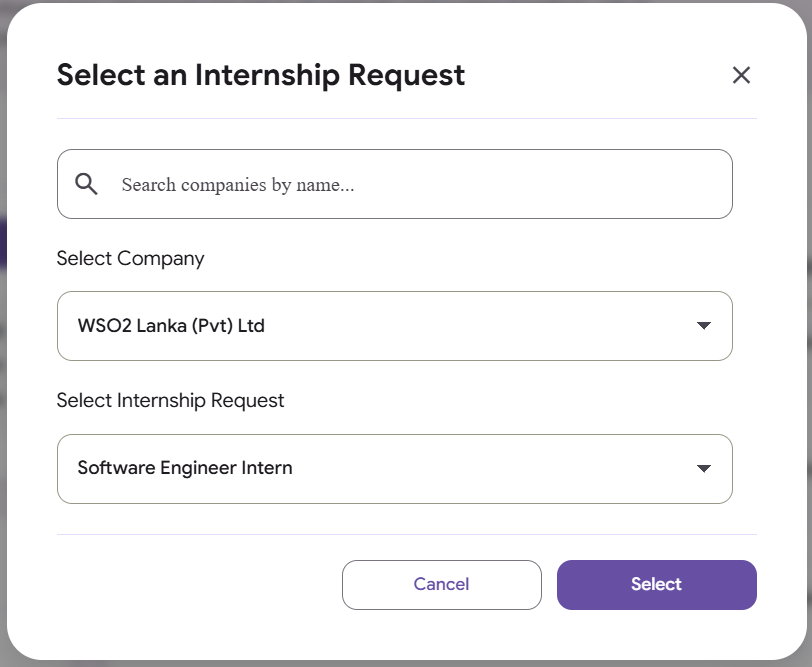 Select an Internship Request
Search companies by name...
Select Company
WSO2 Lanka (Pvt) Ltd
Select Internship Request
Software Engineer Intern
Cancel
Select